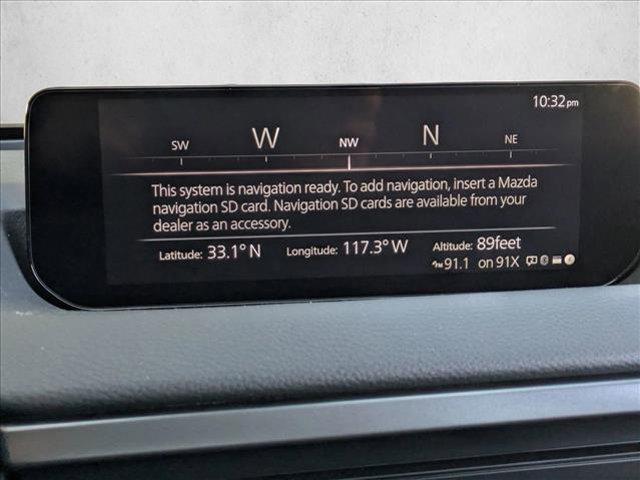 10:32pm
SW W NW N NE
This system is navigation ready. To add navigation, insert a Mazda
navigation SD card. Navigation SD cards are available from your
dealer as an accessory.
Latitude: 33.1° N Longitude: 117.3° W Altitude: 89feet
FM 91.1 on 91X